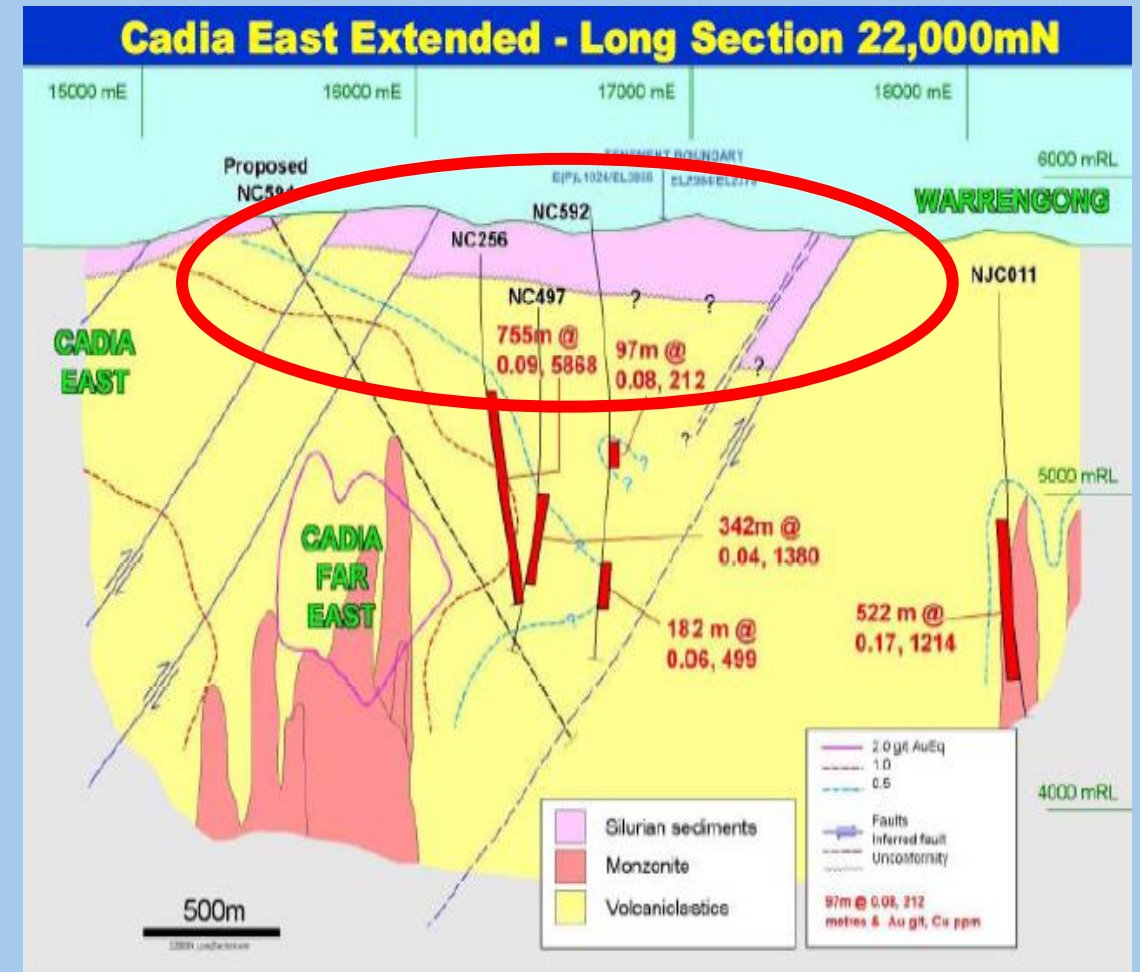 Cadia East Extended - Long Section 22,000mN
15000 mE
16000 mE
17000 mE
18000 mE
6000 mRL
Proposed
NC594
BOUNDARY
WARRENGONG
NC592
NC256
NJC011
NC497
? ?
755m @
0.09, 5868
97m @
0.08, 212
CADIA
EAST
?
?
?
?
5000 mRL
CADIA
FAR
EAST
342m @
0.04, 1380
?
?
182 m @
0.06, 499
522 m @
0.17, 1214
4000 mRL
Silurian sediments
Monzonite
Volcaniclastics
2.0 g/t AuEq
1.0
0.5
Faults
Inferred fault
Unconformity
97m @ 0.08, 212
metres & Au g/t, Cu ppm
500m